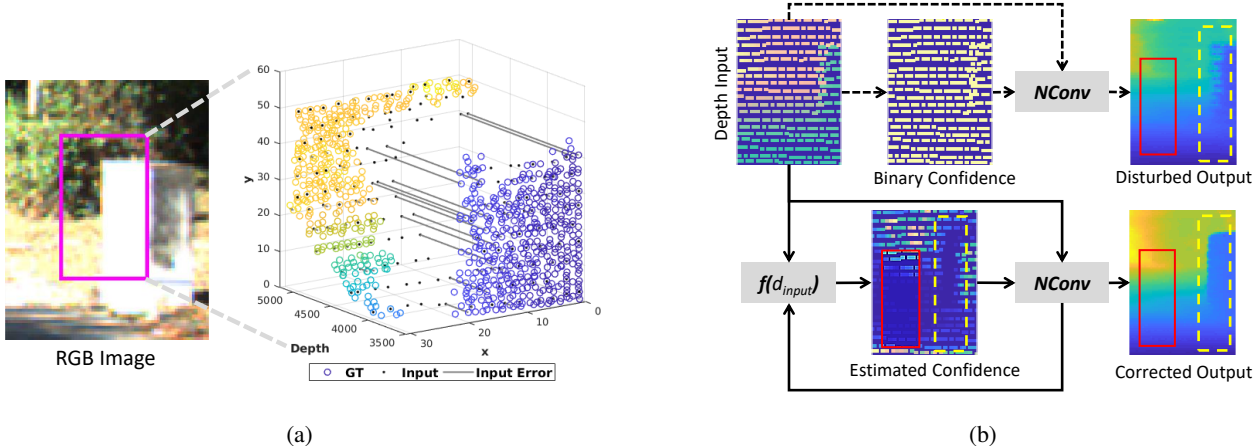 RGB Image
60
50
40
30
20
10
0
y
5000
4500
4000
3500
Depth
30
20
10
0
x
GT
Input
Input Error
(a)
Depth Input
Binary Confidence
NConv
Disturbed Output
f(d_input)
Estimated Confidence
NConv
Corrected Output
(b)